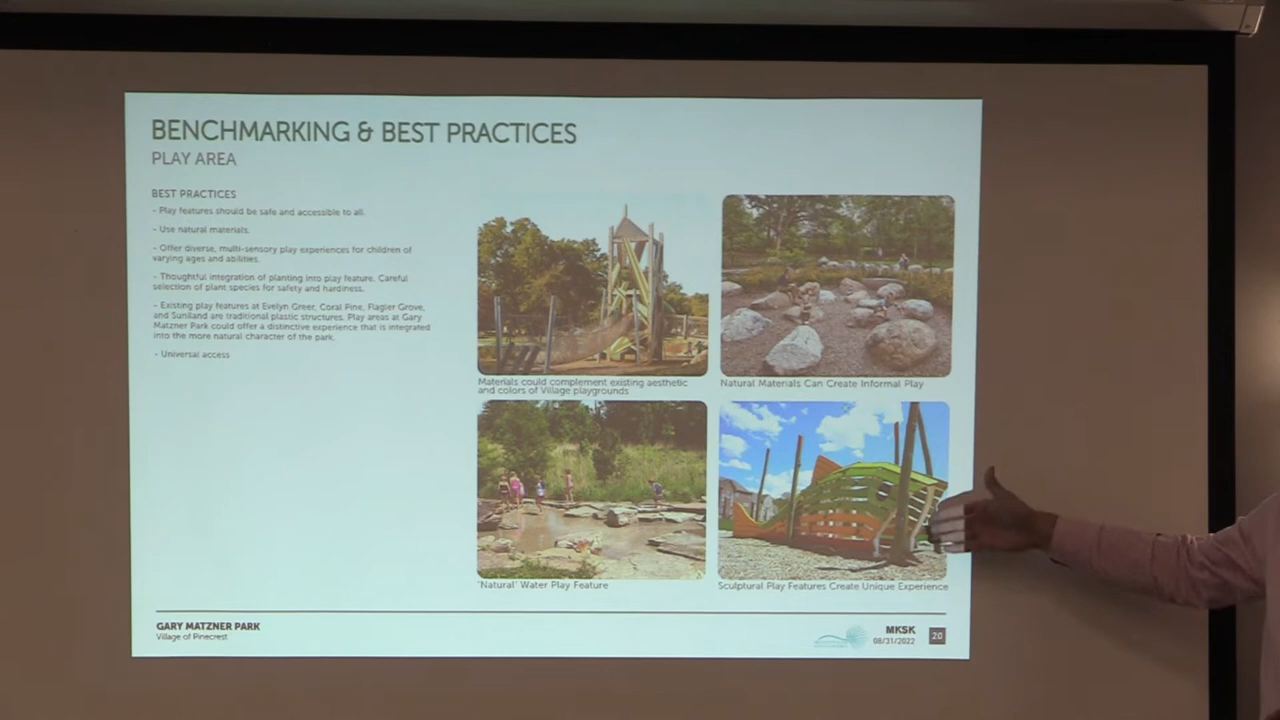 BENCHMARKING & BEST PRACTICES
PLAY AREA
BEST PRACTICES
- Play features should be safe and accessible to all.
- Use natural materials.
- Offer diverse, multi-sensory play experiences for children of
varying ages and abilities.
- Thoughtful integration of planting into play feature. Careful
selection of plant species for safety and hardiness.
- Existing play features at Evelyn Greer, Coral Pine, Flagler Grove,
and Suniland are traditional plastic structures. Play areas at Gary
Matzner Park could offer a distinctive experience that is integrated
into the more natural character of the park.
- Universal access
Materials could complement existing aesthetic
and colors of Village playgrounds
Natural Materials Can Create Informal Play
"Natural" Water Play Feature
Sculptural Play Features Create Unique Experience
GARY MATZNER PARK
Village of Pinecrest
MKSK
08/31/2022
20